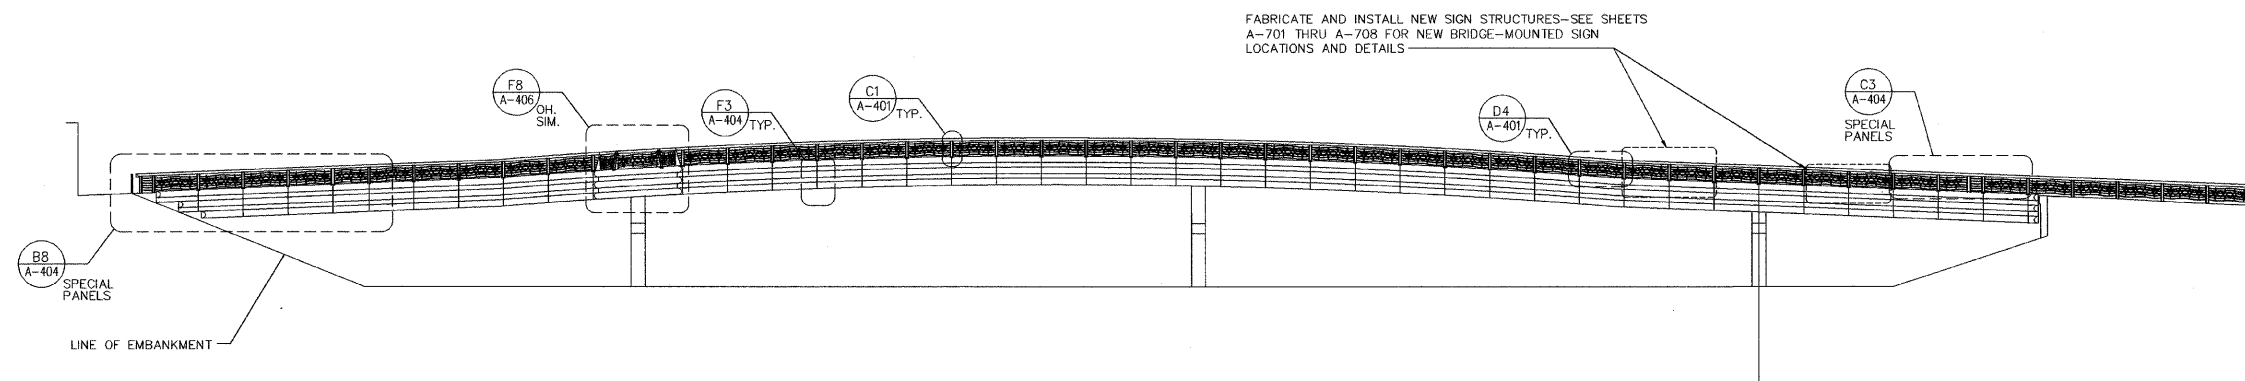 FABRICATE AND INSTALL NEW SIGN STRUCTURES-SEE SHEETS
A-701 THRU A-708 FOR NEW BRIDGE-MOUNTED SIGN
LOCATIONS AND DETAILS
F8
A-406
OH.
SIM.
F3
A-404
TYP.
C1
A-401
TYP.
D4
A-401
TYP.
C3
A-404
SPECIAL
PANELS
B8
A-404
SPECIAL
PANELS
LINE OF EMBANKMENT